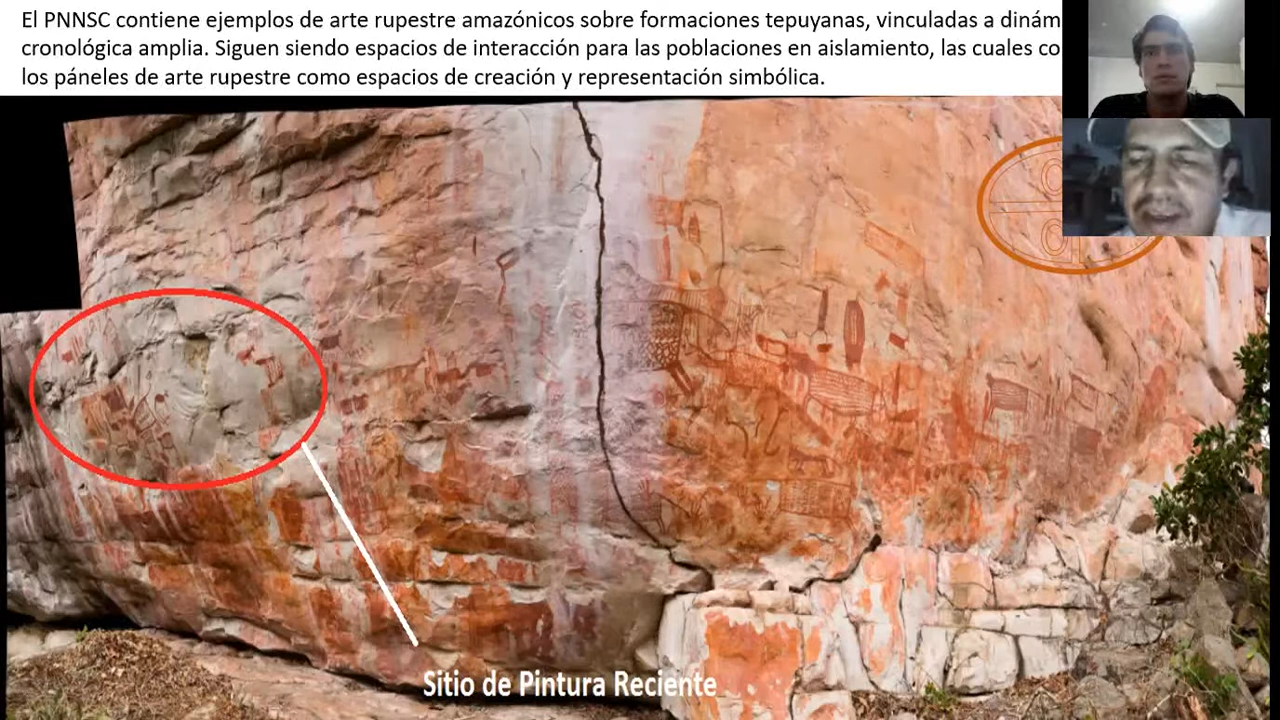 El PNNSC contiene ejemplos de arte rupestre amazónicos sobre formaciones tepuyanas, vinculadas a
cronológica amplia. Siguen siendo espacios de interacción para las poblaciones en aislamiento, las cuales
los páneles de arte rupestre como espacios de creación y representación simbólica.
Sitio de Pintura Reciente